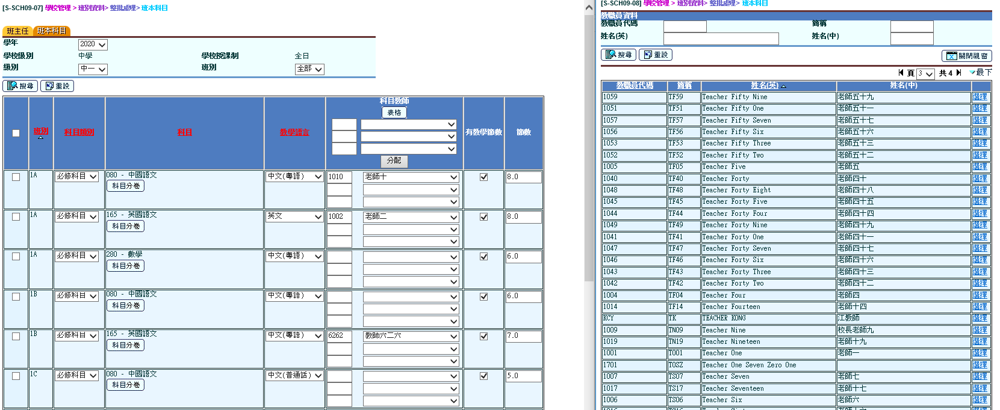 [S-SCH09-07] 學校管理 > 班別資料> 整批處理> 班本科目
班主任 班本科目
學年 2020
學校級別 中學 學校授課制 全日
級別 中一 班別 全部
搜尋 重設
班別 科目類別 科目 教學語言 科目教師 有教學節數 節數
表格
分配
1A 必修科目 080 - 中國語文 中文(粵語) 1010 老師十 8.0
科目分卷
1A 必修科目 165 - 英國語文 英文 1002 老師二 8.0
科目分卷
1A 必修科目 280 - 數學 中文(粵語) 6.0
科目分卷
1B 必修科目 080 - 中國語文 中文(粵語) 6.0
科目分卷
1B 必修科目 165 - 英國語文 中文(粵語) 6262 教師六二六 7.0
科目分卷
1C 必修科目 080 - 中國語文 中文(普通話) 5.0
科目分卷
[S-SCH09-08] 學校管理 > 班別資料> 整批處理> 班本科目
教職員資料
教職員代碼 簡稱
姓名(英) 姓名(中)
搜尋 重設 關閉視窗
頁 3 共 4 最下
教職員代碼 簡稱 姓名(英) 姓名(中)
1059 TF59 Teacher Fifty Nine 老師五十九 選擇
1051 TF51 Teacher Fifty One 老師五十一 選擇
1057 TF57 Teacher Fifty Seven 老師五十七 選擇
1056 TF56 Teacher Fifty Six 老師五十六 選擇
1053 TF53 Teacher Fifty Three 老師五十三 選擇
1052 TF52 Teacher Fifty Two 老師五十二 選擇
1005 TF05 Teacher Five 老師五 選擇
1040 TF40 Teacher Forty 老師四十 選擇
1048 TF48 Teacher Forty Eight 老師四十八 選擇
1045 TF45 Teacher Forty Five 老師四十五 選擇
1044 TF44 Teacher Forty Four 老師四十四 選擇
1049 TF49 Teacher Forty Nine 老師四十九 選擇
1041 TF41 Teacher Forty One 老師四十一 選擇
1047 TF47 Teacher Forty Seven 老師四十七 選擇
1046 TF46 Teacher Forty Six 老師四十六 選擇
1043 TF43 Teacher Forty Three 老師四十三 選擇
1042 TF42 Teacher Forty Two 老師四十二 選擇
1004 TF04 Teacher Four 老師四 選擇
1014 TF14 Teacher Fourteen 老師十四 選擇
KCY TK TEACHER KONG 江教師 選擇
1009 TN09 Teacher Nine 校長老師九 選擇
1019 TN19 Teacher Nineteen 老師十九 選擇
1001 TO01 Teacher One 老師一 選擇
1701 TOSZ Teacher One Seven Zero One 選擇
1007 TS07 Teacher Seven 老師七 選擇
1017 TS17 Teacher Seventeen 老師十七 選擇
1006 TS06 Teacher Six 老師六 選擇